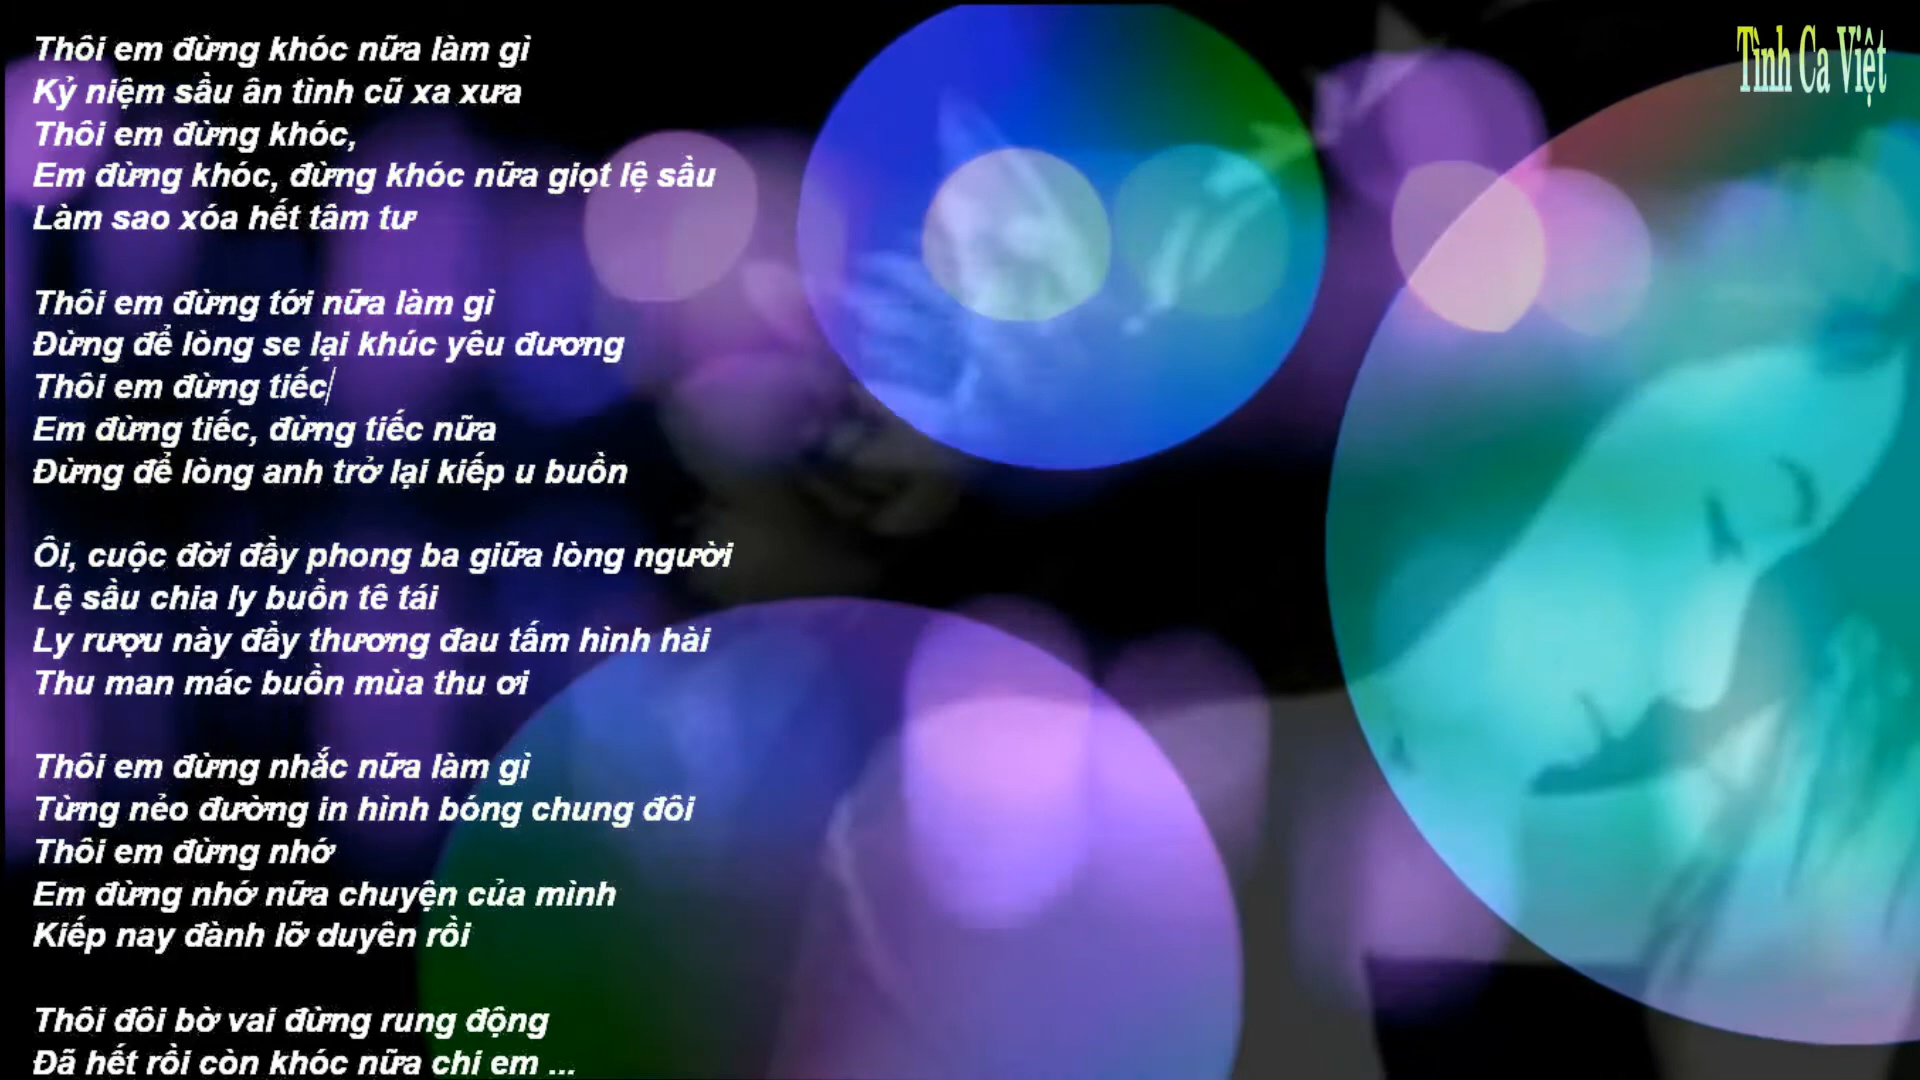 Thôi em đừng khóc nữa làm gì
Kỷ niệm sầu ân tình cũ xa xưa
Thôi em đừng khóc,
Em đừng khóc, đừng khóc nữa giọt lệ sầu
Làm sao xóa hết tâm tư
Thôi em đừng tới nữa làm gì
Đừng để lòng se lại khúc yêu đương
Thôi em đừng tiếc
Em đừng tiếc, đừng tiếc nữa
Đừng để lòng anh trở lại kiếp u buồn
Ôi, cuộc đời đầy phong ba giữa lòng người
Lệ sầu chia ly buồn tê tái
Ly rượu này đầy thương đau tấm hình hài
Thu man mác buồn mùa thu ơi
Thôi em đừng nhắc nữa làm gì
Từng nẻo đường in hình bóng chung đôi
Thôi em đừng nhớ
Em đừng nhớ nữa chuyện của mình
Kiếp nay đành lỡ duyên rồi
Thôi đôi bờ vai đừng rung động
Đã hết rồi còn khóc nữa chi em ...
Tình Ca Việt